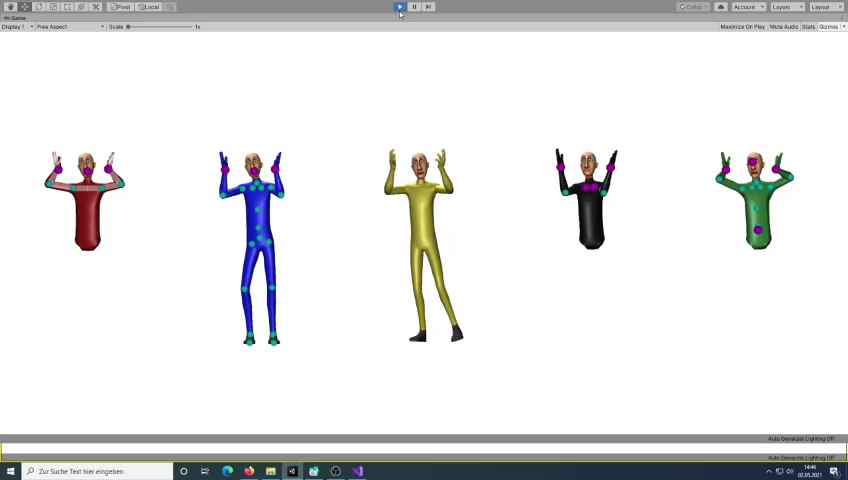 Pivot Local Collab Account Layers Layout
Game
Display 1 Free Aspect Scale 1x Maximize On Play Mute Audio Stats Gizmos
Auto Generate Lighting Off
Auto Generate Lighting Off
Zur Suche Text hier eingeben
14:46
02.05.2021